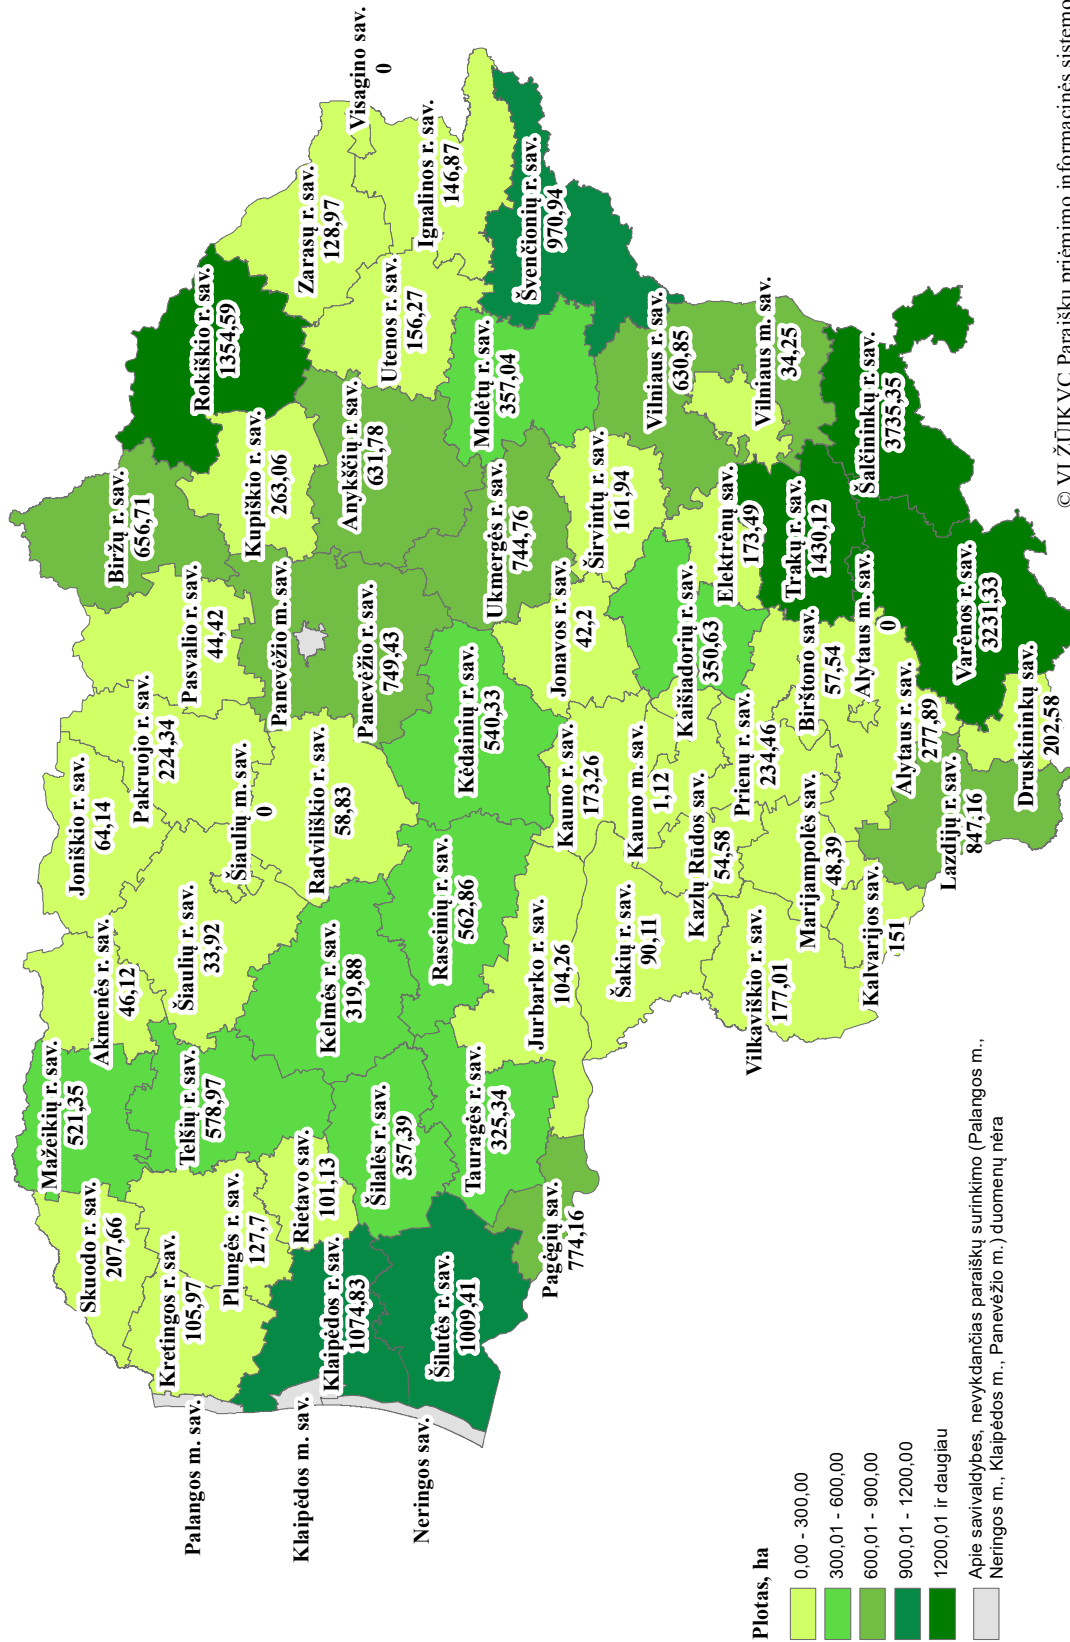 Skuodo r. sav.
207,66
Mažeikių r. sav.
521,35
Akmenės r. sav.
46,12
Joniškio r. sav.
64,14
Pakruojo r. sav.
224,34
Pasvalio r. sav.
44,42
Biržų r. sav.
656,71
Rokiškio r. sav.
1354,59
Kupiškio r. sav.
263,06
Palangos m. sav.
Kretingos r. sav.
105,97
Plungės r. sav.
127,7
Telšių r. sav.
578,97
Šiaulių r. sav.
33,92
Šiaulių m. sav.
0
Radviliškio r. sav.
58,83
Panevėžio m. sav.
Panevėžio r. sav.
749,43
Anykščių r. sav.
631,78
Utenos r. sav.
156,27
Zarasų r. sav.
128,97
Visagino sav.
0
Ignalinos r. sav.
146,87
Klaipėdos m. sav.
Klaipėdos r. sav.
1074,83
Rietavo sav.
101,13
Kelmės r. sav.
319,88
Šilalės r. sav.
357,39
Neringos sav.
Šilutės r. sav.
1009,41
Tauragės r. sav.
325,34
Pagėgių sav.
774,16
Raseinių r. sav.
562,86
Kėdainių r. sav.
540,33
Ukmergės r. sav.
744,76
Molėtų r. sav.
357,04
Švenčionių r. sav.
970,94
Jurbarko r. sav.
104,26
Kauno r. sav.
173,26
Jonavos r. sav.
42,2
Širvintų r. sav.
161,94
Vilniaus r. sav.
630,85
Šakių r. sav.
90,11
Kauno m. sav.
1,12
Kaišiadorių r. sav.
350,63
Elektrėnų sav.
173,49
Vilniaus m. sav.
34,25
Kazlų Rūdos sav.
54,58
Prienų r. sav.
234,46
Birštono sav.
57,54
Trakų r. sav.
1430,12
Šalčininkų r. sav.
3735,35
Vilkaviškio r. sav.
177,01
Marijampolės sav.
48,39
Kalvarijos sav.
151
Alytaus m. sav.
0
Alytaus r. sav.
277,89
Lazdijų r. sav.
847,16
Varėnos r. sav.
3231,33
Druskininkų sav.
202,58
Plotas, ha
0,00 - 300,00
300,01 - 600,00
600,01 - 900,00
900,01 - 1200,00
1200,01 ir daugiau
Apie savivaldybes, nevykdančias paraiškų surinkimo (Palangos m.,
Neringos m., Klaipėdos m., Panevėžio m.) duomenų nėra
© VĮ ŽŪIKVC Paraiškų priėmimo informacinės sistemo